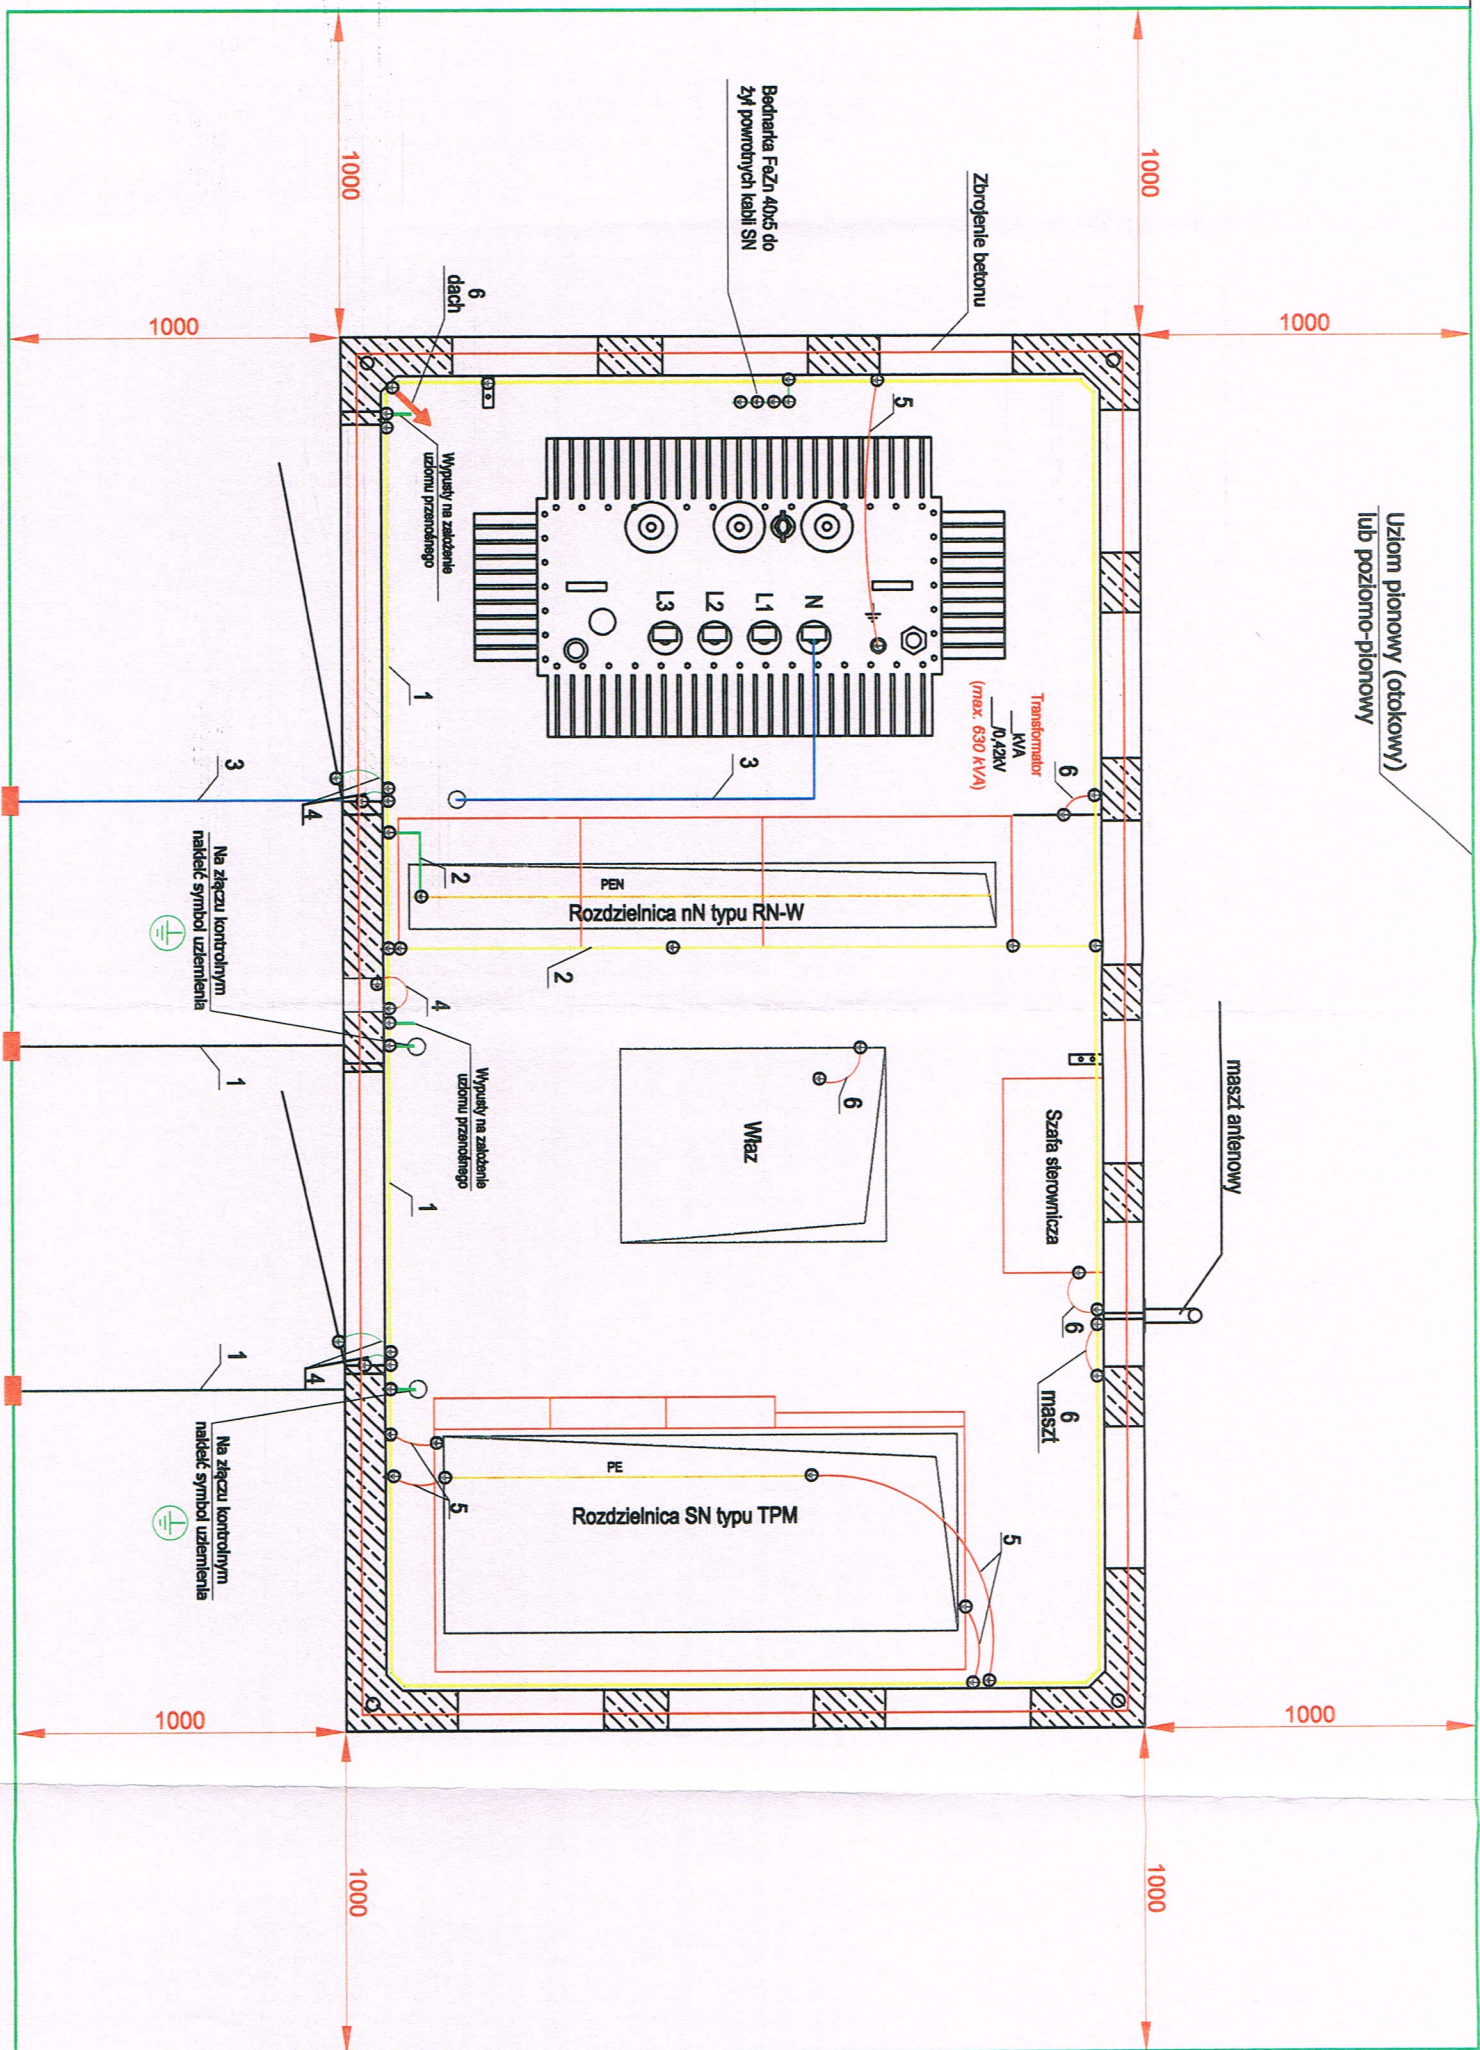 Uziom pionowy (otokowy)
lub poziomo-pionowy
1000
1000
1000
1000
1000
1000
1000
1000
Zbrojenie betonu
Bednarka FeZn 40x5 do
żył powrotnych kabli SN
6
dach
Wypusty na założenie
uziomu przenośnego
5
N
L1
L2
L3
Transformator
___kVA
___/0,42kV
(max. 630 kVA)
6
1
3
3
4
2
PEN
Rozdzielnica nN typu RN-W
2
4
Na złączu kontrolnym
nakleić symbol uziemienia
1
Wypusty na założenie
uziomu przenośnego
1
Właz
6
Szafa sterownicza
maszt antenowy
6
6
maszt
4
1
Na złączu kontrolnym
nakleić symbol uziemienia
5
PE
Rozdzielnica SN typu TPM
5